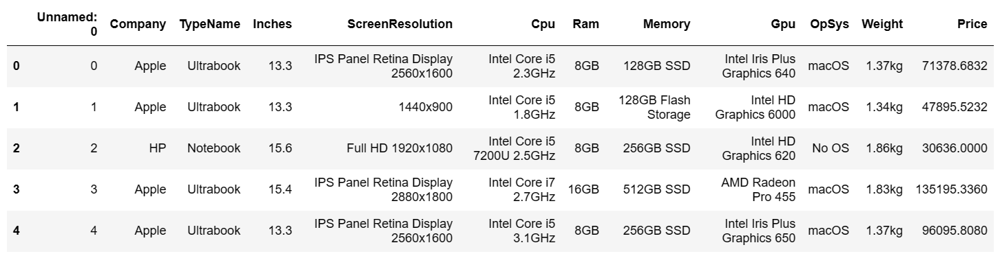 Unnamed: 0 Company TypeName Inches ScreenResolution Cpu Ram Memory Gpu OpSys Weight Price
0 0 Apple Ultrabook 13.3 IPS Panel Retina Display 2560x1600 Intel Core i5 2.3GHz 8GB 128GB SSD Intel Iris Plus Graphics 640 macOS 1.37kg 71378.6832
1 1 Apple Ultrabook 13.3 1440x900 Intel Core i5 1.8GHz 8GB 128GB Flash Storage Intel HD Graphics 6000 macOS 1.34kg 47895.5232
2 2 HP Notebook 15.6 Full HD 1920x1080 Intel Core i5 7200U 2.5GHz 8GB 256GB SSD Intel HD Graphics 620 No OS 1.86kg 30636.0000
3 3 Apple Ultrabook 15.4 IPS Panel Retina Display 2880x1800 Intel Core i7 2.7GHz 16GB 512GB SSD AMD Radeon Pro 455 macOS 1.83kg 135195.3360
4 4 Apple Ultrabook 13.3 IPS Panel Retina Display 2560x1600 Intel Core i5 3.1GHz 8GB 256GB SSD Intel Iris Plus Graphics 650 macOS 1.37kg 96095.8080